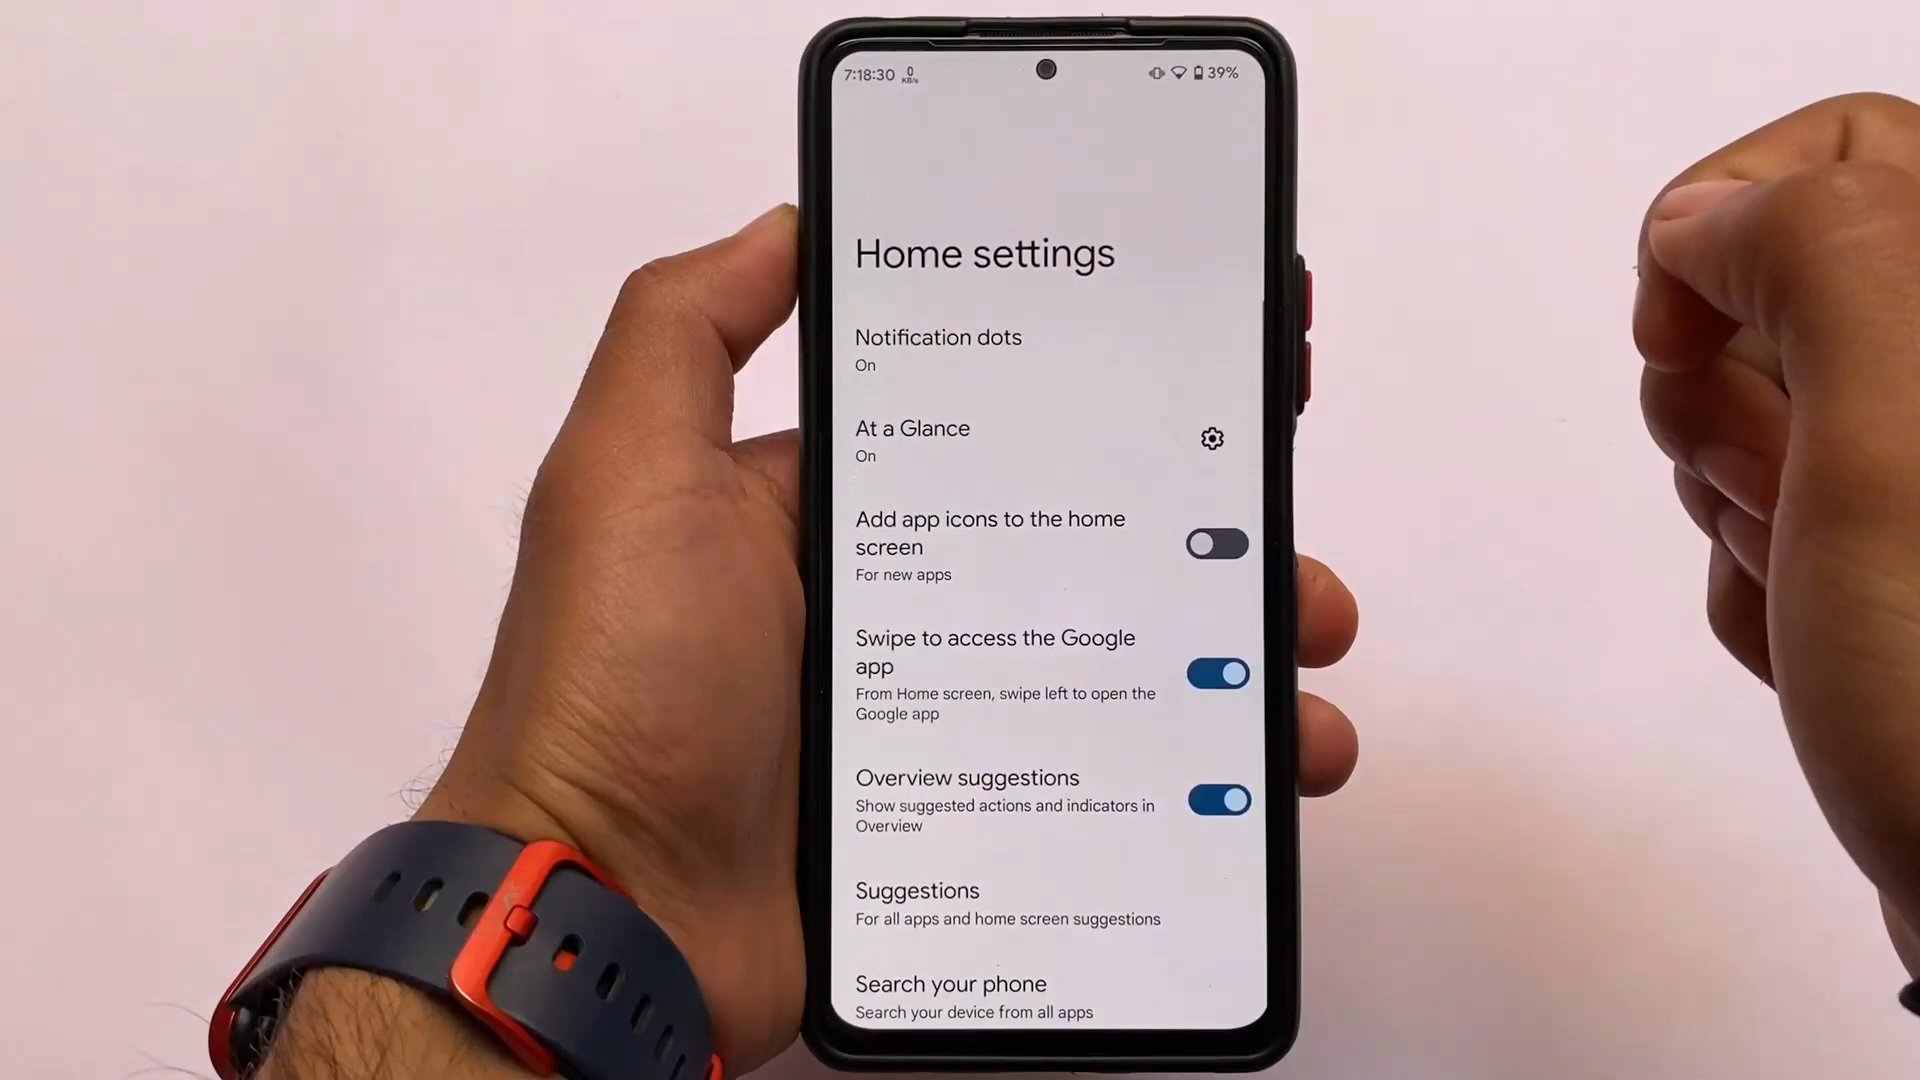 7:18:30 0 KB/s 39%
Home settings
Notification dots
On
At a Glance
On
Add app icons to the home
screen
For new apps
Swipe to access the Google
app
From Home screen, swipe left to open the
Google app
Overview suggestions
Show suggested actions and indicators in
Overview
Suggestions
For all apps and home screen suggestions
Search your phone
Search your device from all apps